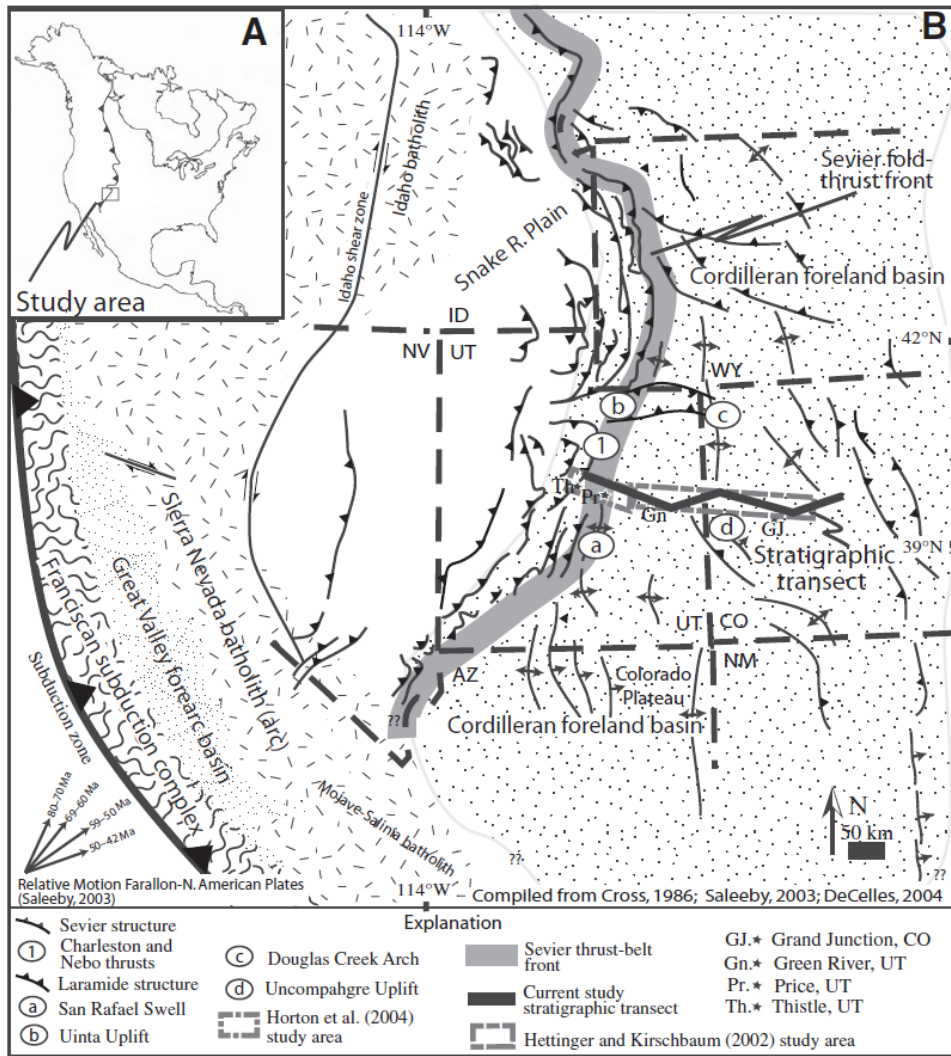 A
B
114°W
Study area
Idaho shear zone
Idaho batholith
Snake R. Plain
Sevier fold-
thrust front
Cordilleran foreland basin
ID
NV
UT
42°N
WY
b
c
1
Th.
Pr.
Gn
GJ
a
d
39°N
Stratigraphic
transect
UT
CO
AZ
NM
Colorado
Plateau
Cordilleran foreland basin
??
??
??
Sierra Nevada batholith (arc)
Great Valley forearc basin
Franciscan subduction complex
Subduction zone
Mojave-Salinia batholith
80-70 Ma
69-60 Ma
59-50 Ma
50-42 Ma
N
50 km
Relative Motion Farallon-N. American Plates
(Saleeby, 2003)
114°W
Compiled from Cross, 1986; Saleeby, 2003; DeCelles, 2004
Explanation
Sevier structure
1 Charleston and
Nebo thrusts
Laramide structure
a San Rafael Swell
b Uinta Uplift
c Douglas Creek Arch
d Uncompahgre Uplift
Horton et al. (2004)
study area
Sevier thrust-belt
front
Current study
stratigraphic transect
Hettinger and Kirschbaum (2002) study area
GJ.★ Grand Junction, CO
Gn.★ Green River, UT
Pr.★ Price, UT
Th.★ Thistle, UT